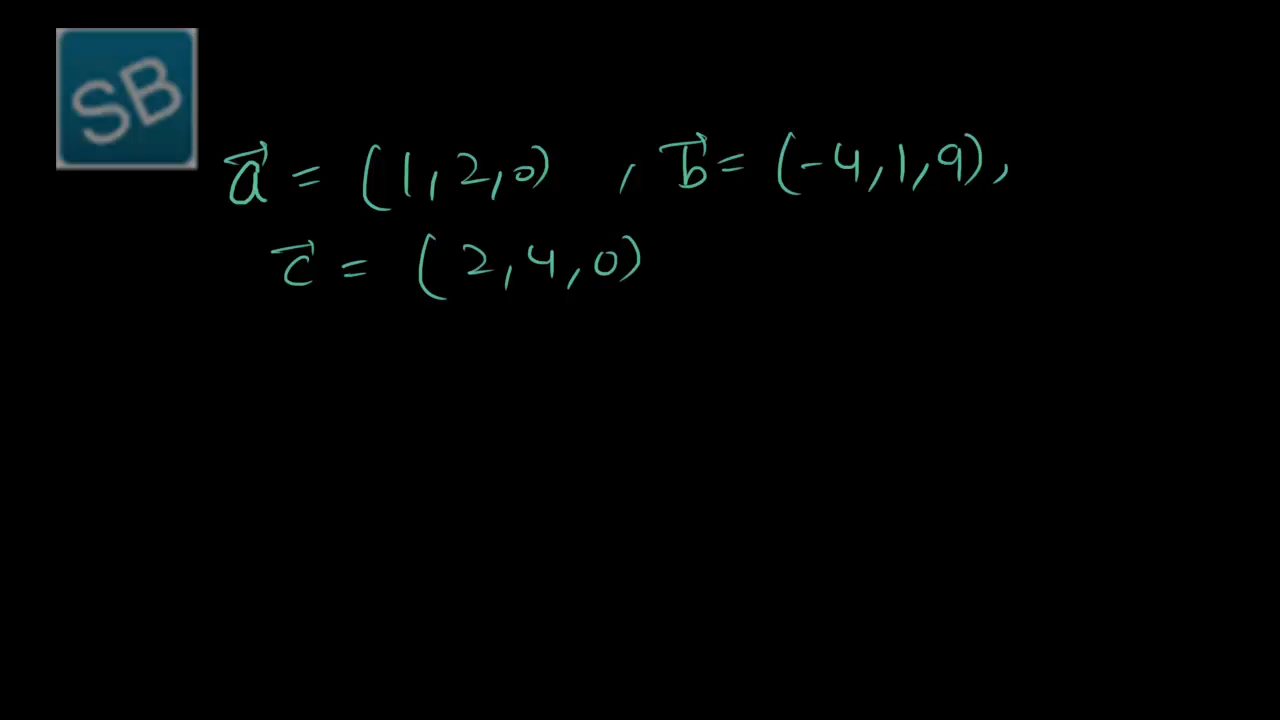 SB
a⃗ = (1,2,0) , b⃗ = (-4,1,9),
c⃗ = (2,4,0)